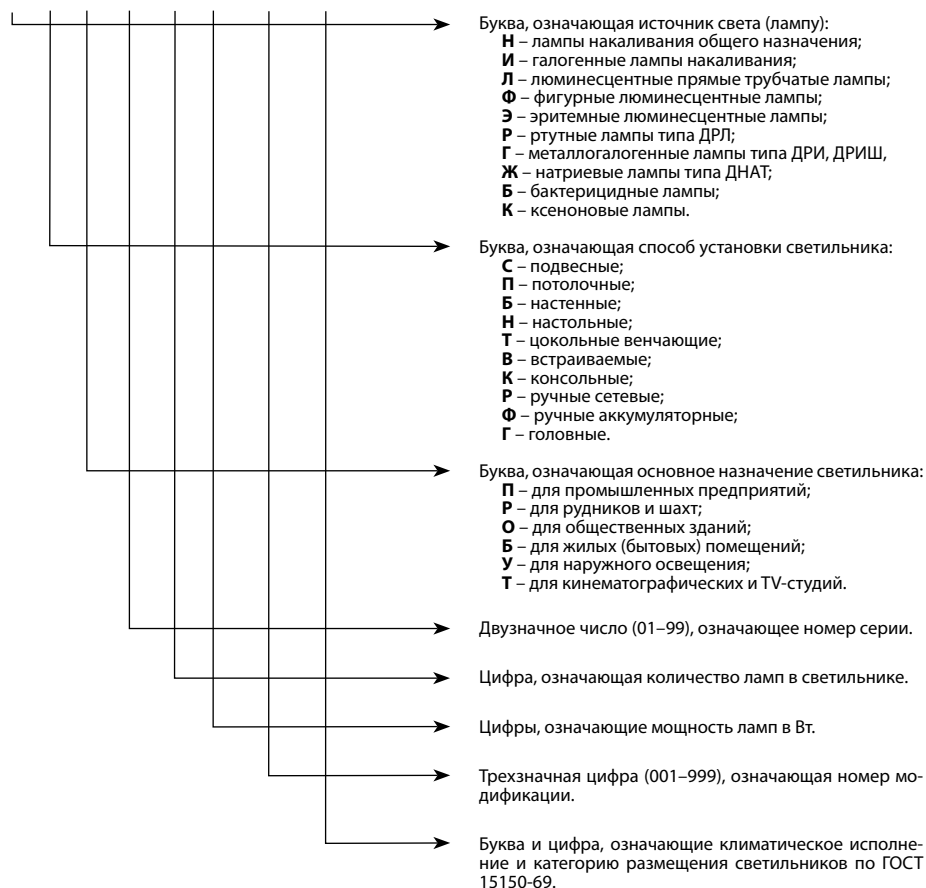 Буква, означающая источник света (лампу):
Н – лампы накаливания общего назначения;
И – галогенные лампы накаливания;
Л – люминесцентные прямые трубчатые лампы;
Ф – фигурные люминесцентные лампы;
Э – эритемные люминесцентные лампы;
Р – ртутные лампы типа ДРЛ;
Г – металлогалогенные лампы типа ДРИ, ДРИШ,
Ж – натриевые лампы типа ДНАТ;
Б – бактерицидные лампы;
К – ксеноновые лампы.
Буква, означающая способ установки светильника:
С – подвесные;
П – потолочные;
Б – настенные;
Н – настольные;
Т – цокольные венчающие;
В – встраиваемые;
К – консольные;
Р – ручные сетевые;
Ф – ручные аккумуляторные;
Г – головные.
Буква, означающая основное назначение светильника:
П – для промышленных предприятий;
Р – для рудников и шахт;
О – для общественных зданий;
Б – для жилых (бытовых) помещений;
У – для наружного освещения;
Т – для кинематографических и TV-студий.
Двузначное число (01–99), означающее номер серии.
Цифра, означающая количество ламп в светильнике.
Цифры, означающие мощность ламп в Вт.
Трехзначная цифра (001–999), означающая номер мо-
дификации.
Буква и цифра, означающие климатическое исполне-
ние и категорию размещения светильников по ГОСТ
15150-69.